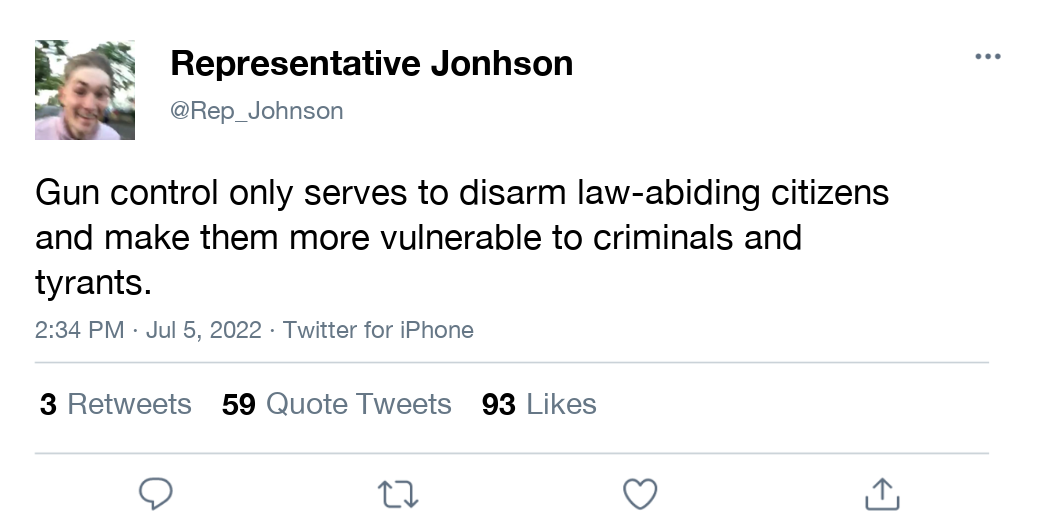 Representative Jonhson
@Rep_Johnson
Gun control only serves to disarm law-abiding citizens
and make them more vulnerable to criminals and
tyrants.
2:34 PM · Jul 5, 2022 · Twitter for iPhone
3 Retweets 59 Quote Tweets 93 Likes